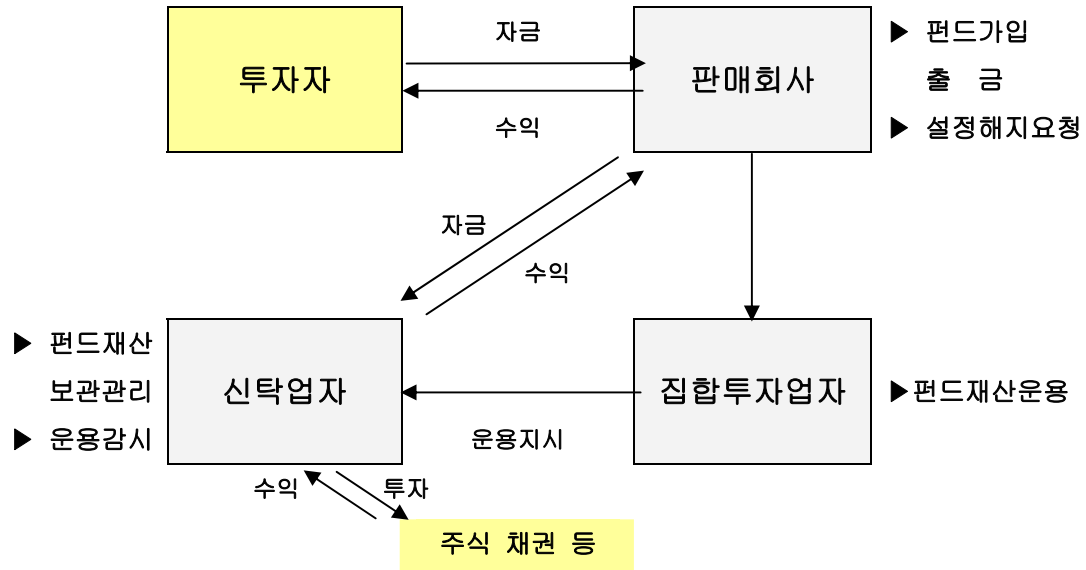 자금
▶ 펀드가입
투자자
판매회사
출 금
수익
▶ 설정해지요청
자금
수익
▶ 펀드재산
보관관리
▶ 운용감시
신탁업자
집합투자업자
▶펀드재산운용
운용지시
수익
투자
주식 채권 등